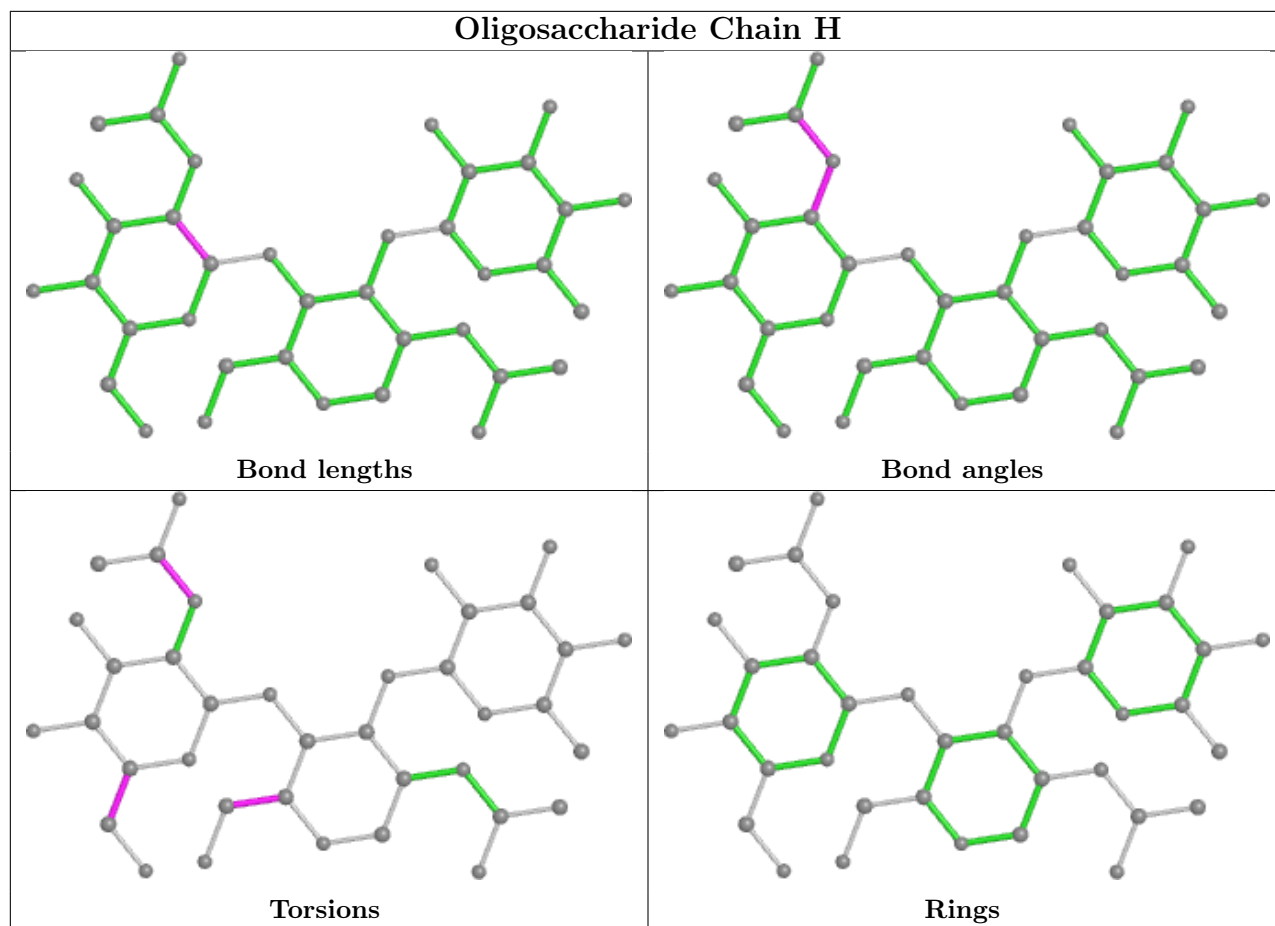 Oligosaccharide Chain H
Bond lengths
Bond angles
Torsions
Rings